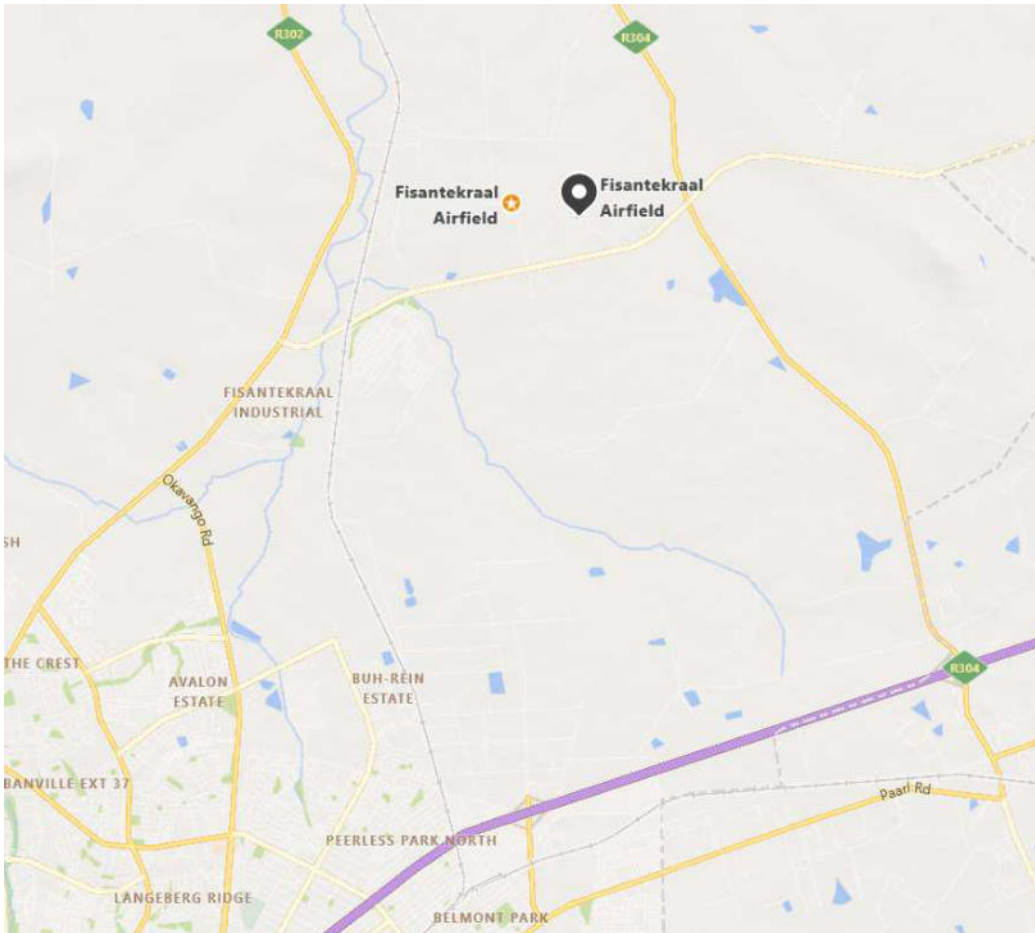 R302
R304
Fisantekraal
Airfield
Fisantekraal
Airfield
FISANTEKRAAL
INDUSTRIAL
Okavango Rd
SH
THE CREST
AVALON
ESTATE
BUH-REIN
ESTATE
R304
BANVILLE EXT 37
Paarl Rd
PEERLESS PARK NORTH
LANGEBERG RIDGE
BELMONT PARK